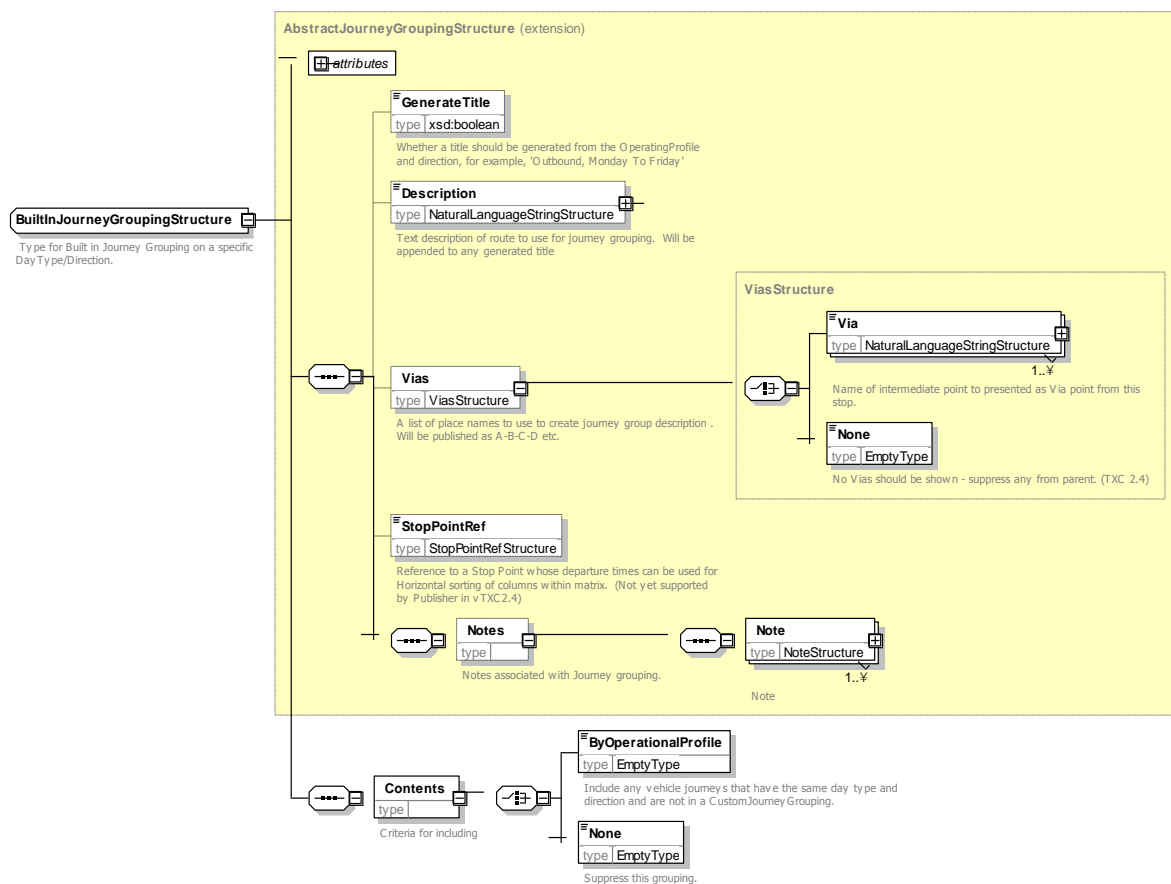 AbstractJourneyGroupingStructure (extension)
attributes
GenerateTitle
type xsd:boolean
Whether a title should be generated from the OperatingProfile
and direction, for example, 'Outbound, Monday To Friday'
Description
type NaturalLanguageStringStructure
Text description of route to use for journey grouping. Will be
appended to any generated title
BuiltInJourneyGroupingStructure
Type for Built in Journey Grouping on a specific
DayType/Direction.
ViasStructure
Via
type NaturalLanguageStringStructure
1..¥
Name of intermediate point to presented as Via point from this
stop.
None
type EmptyType
No Vias should be shown - suppress any from parent. (TXC 2.4)
Vias
type ViasStructure
A list of place names to use to create journey group description .
Will be published as A-B-C-D etc.
StopPointRef
type StopPointRefStructure
Reference to a Stop Point whose departure times can be used for
Horizontal sorting of columns within matrix. (Not yet supported
by Publisher in vTXC2.4)
Notes
type
Notes associated with Journey grouping.
Note
type NoteStructure
1..¥
Note
Contents
type
Criteria for including
ByOperationalProfile
type EmptyType
Include any vehicle journeys that have the same day type and
direction and are not in a CustomJourneyGrouping.
None
type EmptyType
Suppress this grouping.